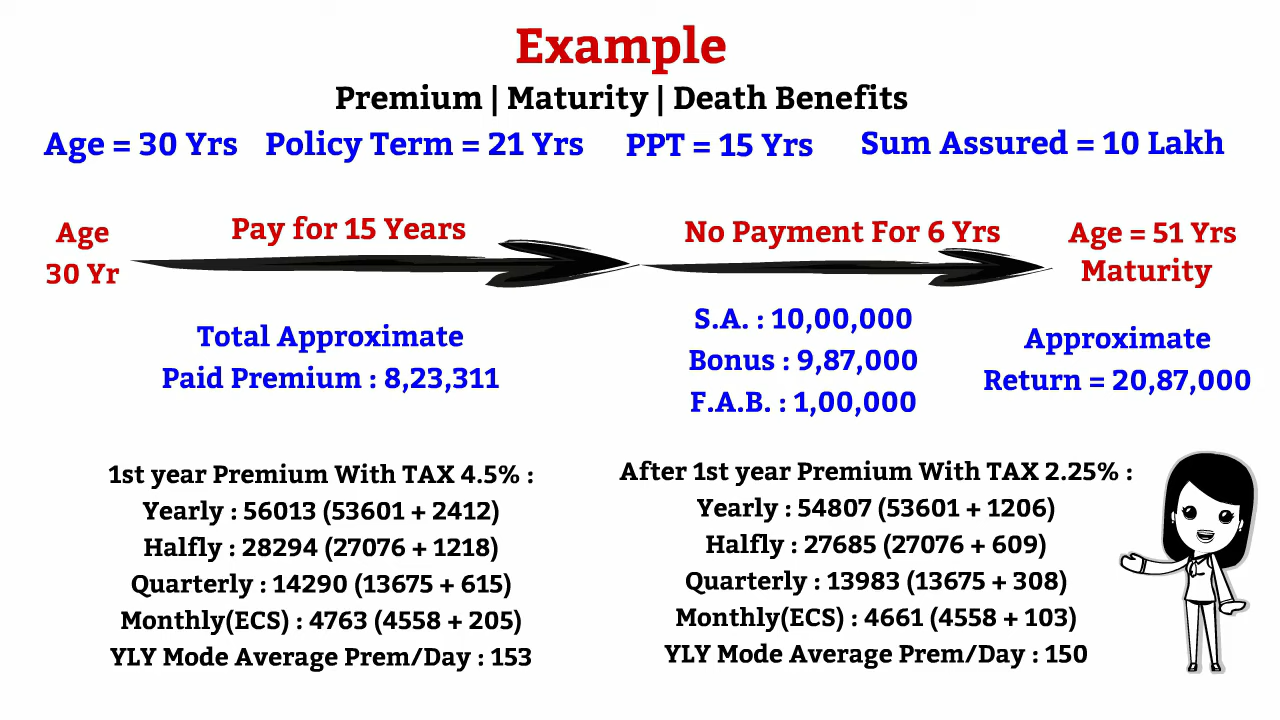 Example
Premium | Maturity | Death Benefits
Age = 30 Yrs Policy Term = 21 Yrs PPT = 15 Yrs Sum Assured = 10 Lakh
Age
30 Yr
Pay for 15 Years
No Payment For 6 Yrs
Age = 51 Yrs
Maturity
Total Approximate
Paid Premium : 8,23,311
S.A. : 10,00,000
Bonus : 9,87,000
F.A.B. : 1,00,000
Approximate
Return = 20,87,000
1st year Premium With TAX 4.5% :
Yearly : 56013 (53601 + 2412)
Halfly : 28294 (27076 + 1218)
Quarterly : 14290 (13675 + 615)
Monthly(ECS) : 4763 (4558 + 205)
YLY Mode Average Prem/Day : 153
After 1st year Premium With TAX 2.25% :
Yearly : 54807 (53601 + 1206)
Halfly : 27685 (27076 + 609)
Quarterly : 13983 (13675 + 308)
Monthly(ECS) : 4661 (4558 + 103)
YLY Mode Average Prem/Day : 150